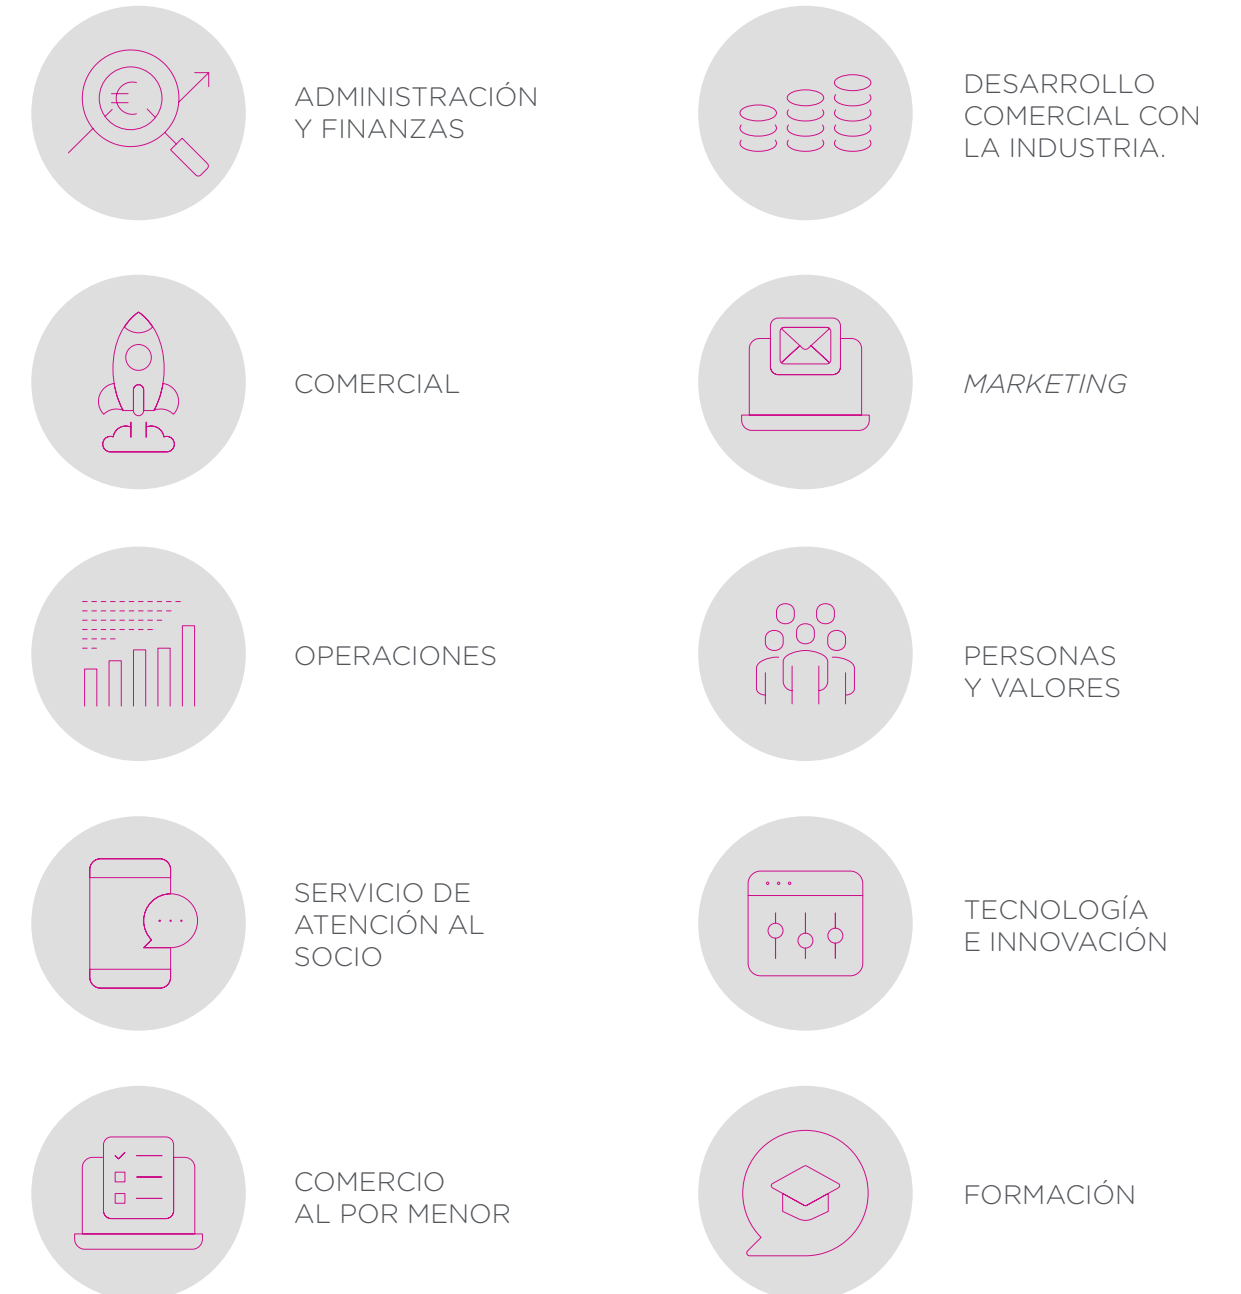 ADMINISTRACIÓN
Y FINANZAS
DESARROLLO
COMERCIAL CON
LA INDUSTRIA.
COMERCIAL
MARKETING
OPERACIONES
PERSONAS
Y VALORES
SERVICIO DE
ATENCIÓN AL
SOCIO
TECNOLOGÍA
E INNOVACIÓN
COMERCIO
AL POR MENOR
FORMACIÓN